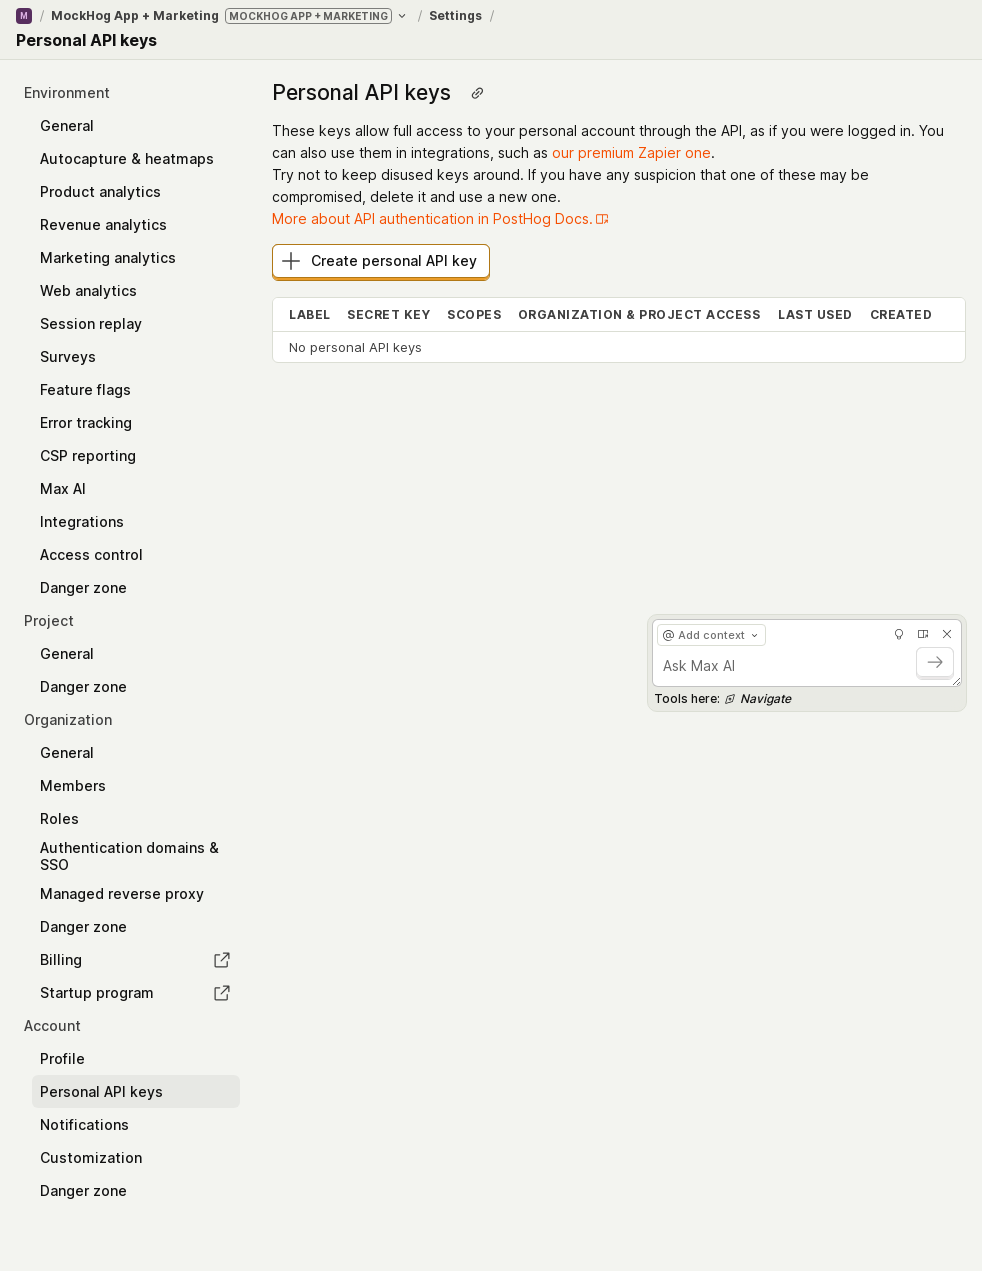 M / MockHog App + Marketing MOCKHOG APP + MARKETING / Settings /
Personal API keys
Environment
General
Autocapture & heatmaps
Product analytics
Revenue analytics
Marketing analytics
Web analytics
Session replay
Surveys
Feature flags
Error tracking
CSP reporting
Max AI
Integrations
Access control
Danger zone
Project
General
Danger zone
Organization
General
Members
Roles
Authentication domains &
SSO
Managed reverse proxy
Danger zone
Billing
Startup program
Account
Profile
Personal API keys
Notifications
Customization
Danger zone
Personal API keys
These keys allow full access to your personal account through the API, as if you were logged in. You
can also use them in integrations, such as our premium Zapier one.
Try not to keep disused keys around. If you have any suspicion that one of these may be
compromised, delete it and use a new one.
More about API authentication in PostHog Docs.
Create personal API key
LABEL SECRET KEY SCOPES ORGANIZATION & PROJECT ACCESS LAST USED CREATED
No personal API keys
@ Add context
Ask Max AI
Tools here: Navigate